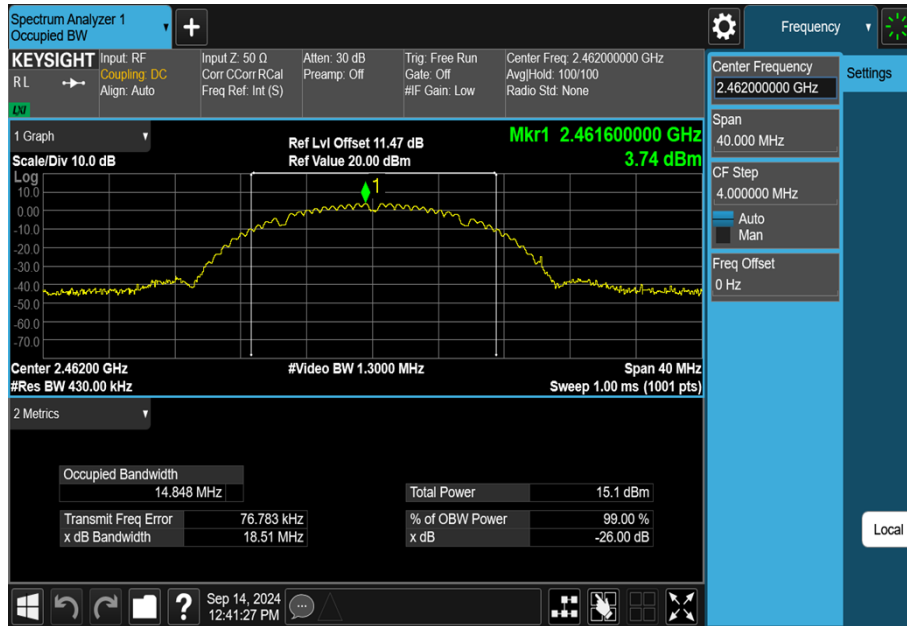 Spectrum Analyzer 1
Occupied BW
+
Frequency
KEYSIGHT
RL
LXI
Input: RF
Coupling: DC
Align: Auto
Input Z: 50 Ω
Corr CCorr RCal
Freq Ref: Int (S)
Atten: 30 dB
Preamp: Off
Trig: Free Run
Gate: Off
#IF Gain: Low
Center Freq: 2.462000000 GHz
Avg|Hold: 100/100
Radio Std: None
Center Frequency
2.462000000 GHz
Settings
Span
40.000 MHz
CF Step
4.000000 MHz
Auto
Man
Freq Offset
0 Hz
Local
1 Graph
Scale/Div 10.0 dB
Ref Lvl Offset 11.47 dB
Ref Value 20.00 dBm
Mkr1 2.461600000 GHz
3.74 dBm
Log
10.0
0.00
-10.0
-20.0
-30.0
-40.0
-50.0
-60.0
-70.0
1
Center 2.46200 GHz
#Video BW 1.3000 MHz
Span 40 MHz
#Res BW 430.00 kHz
Sweep 1.00 ms (1001 pts)
2 Metrics
Occupied Bandwidth
14.848 MHz
Total Power 15.1 dBm
Transmit Freq Error 76.783 kHz
% of OBW Power 99.00 %
x dB Bandwidth 18.51 MHz
x dB -26.00 dB
?
Sep 14, 2024
12:41:27 PM